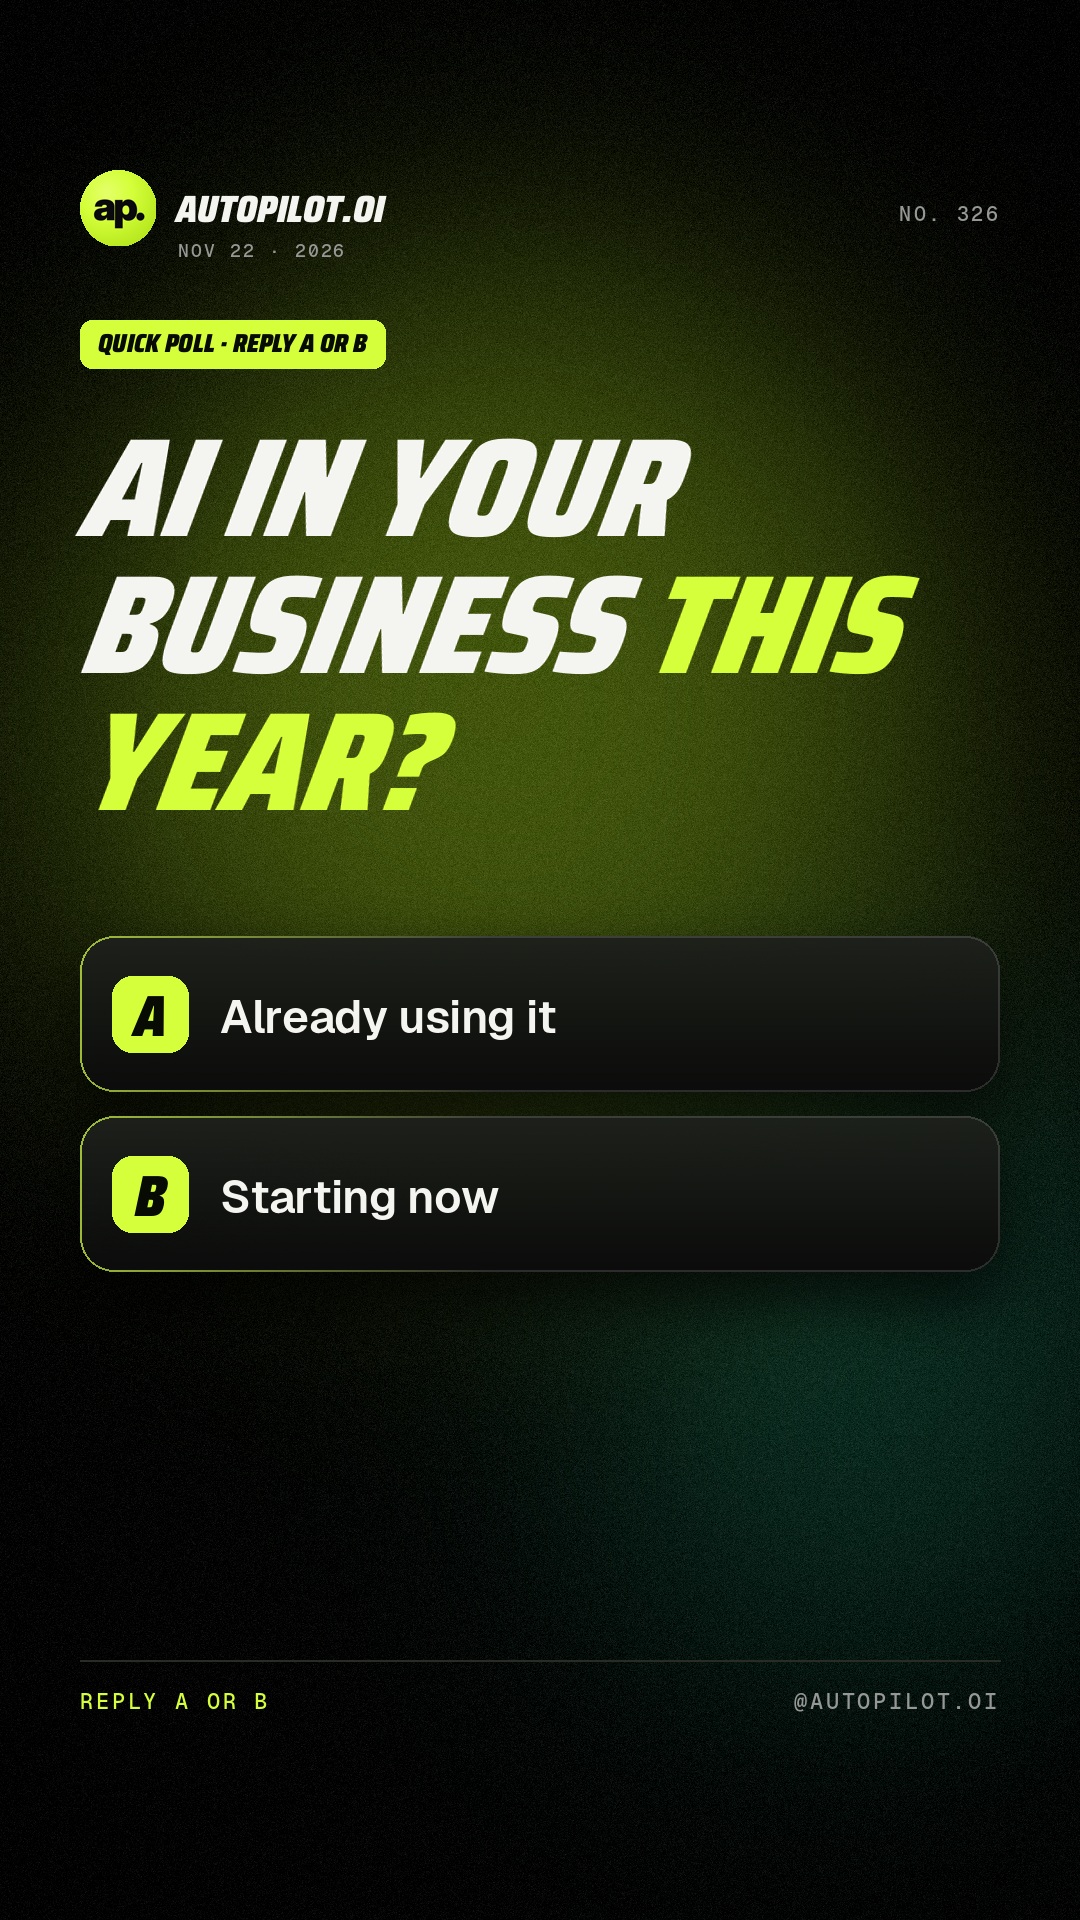 ap.
AUTOPILOT.OI
NO. 326
NOV 22 · 2026
QUICK POLL · REPLY A OR B
AI IN YOUR
BUSINESS THIS
YEAR?
A Already using it
B Starting now
REPLY A OR B
@AUTOPILOT.OI